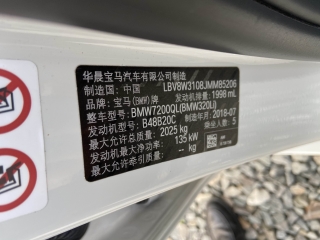 华晨宝马汽车有限公司制造
制造国: 中国 LBV8W3108JMM85206
品牌: 宝马(BMW)牌 发动机排量: 1998 mL
整车型号: BMW7200QL(BMW320Li)
发动机型号: B48B20C 制造年月: 2018-07
最大允许总质量: 2025 kg 乘坐人数: 5
发动机最大净功率: 135 kW
最大允许牵引质量: -- kg